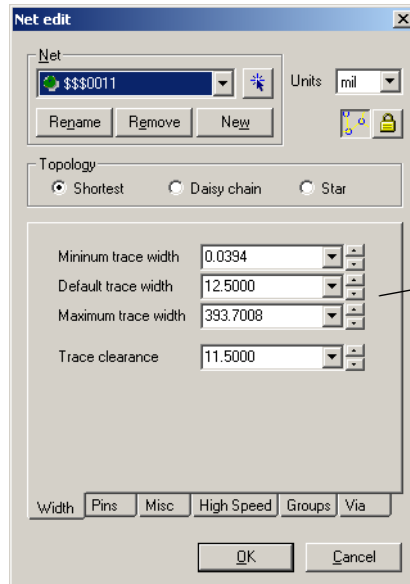 Net edit
Net
$$$0011
Units mil
Rename Remove New
Topology
Shortest Daisy chain Star
Mininum trace width 0.0394
Default trace width 12.5000
Maximum trace width 393.7008
Trace clearance 11.5000
Width Pins Misc High Speed Groups Via
OK Cancel